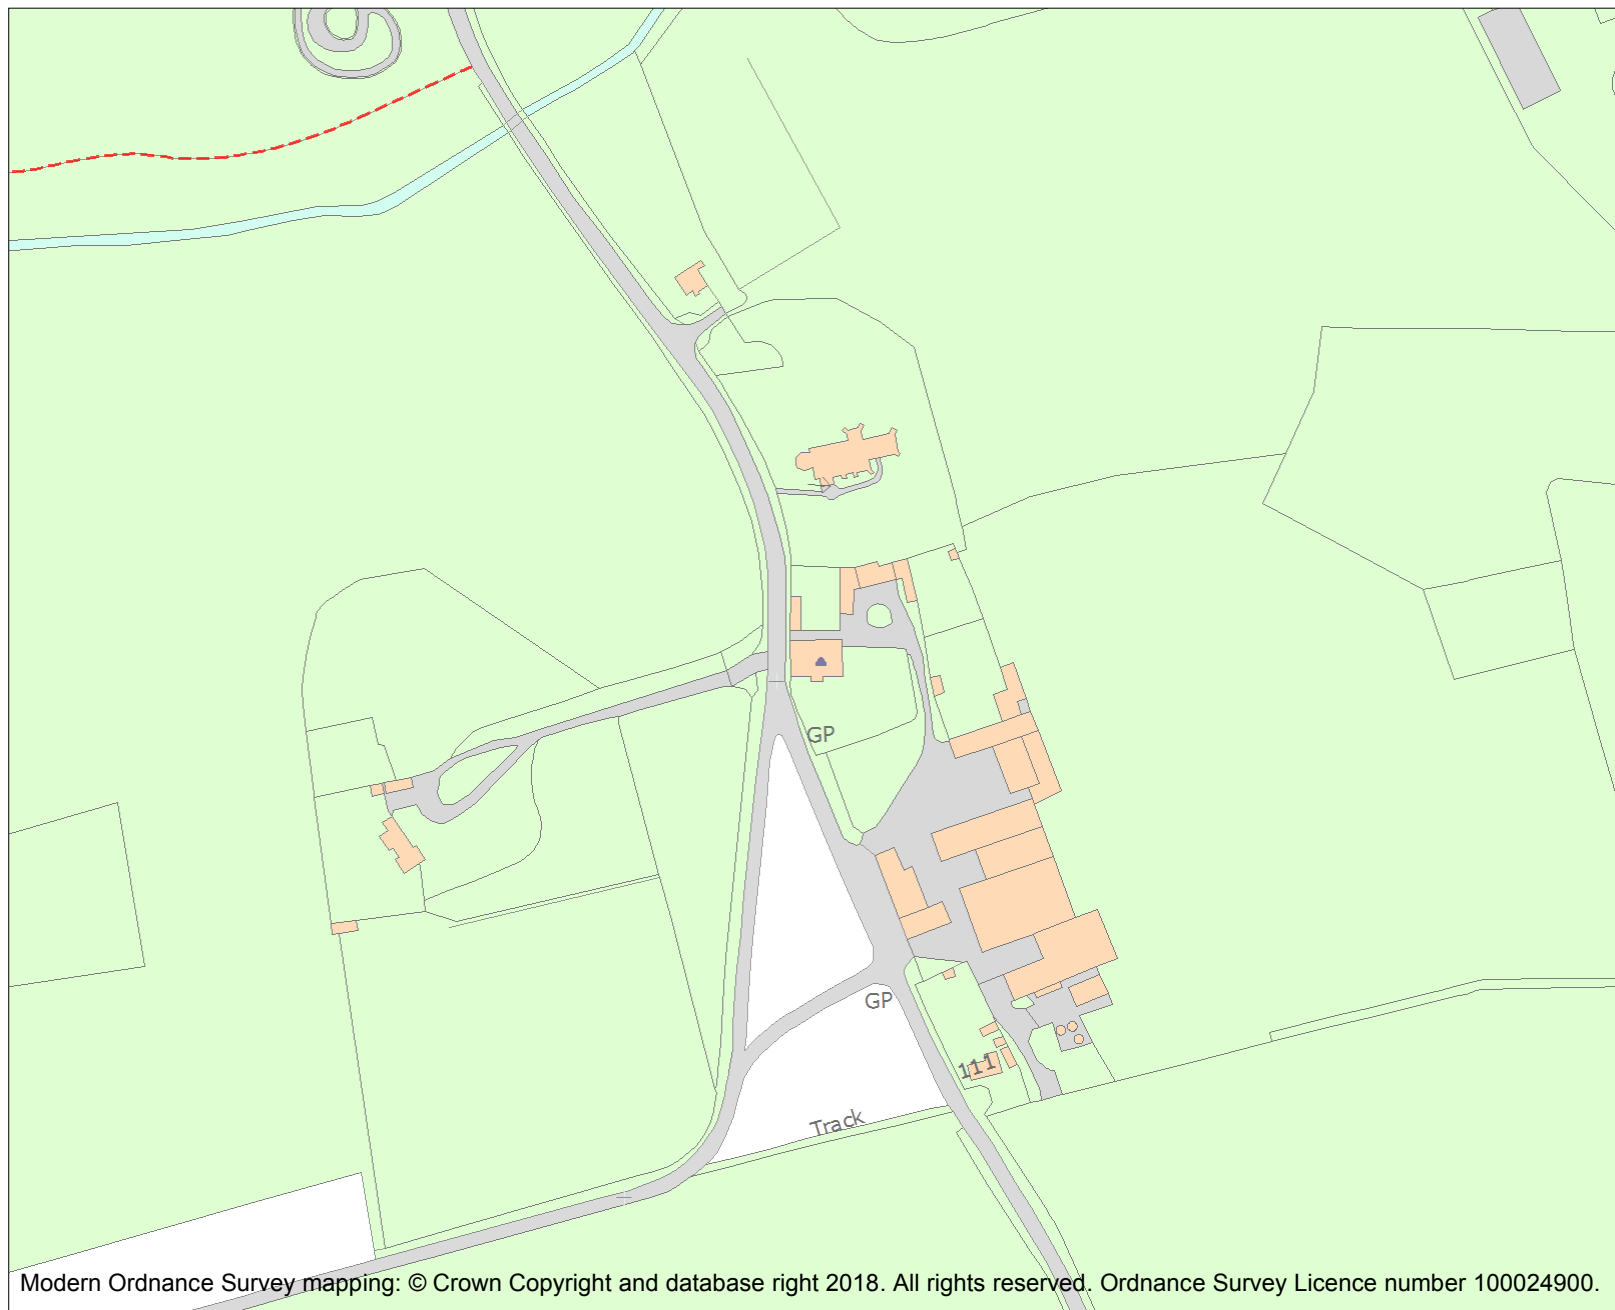 GP
GP
111
Track
Modern Ordnance Survey mapping: © Crown Copyright and database right 2018. All rights reserved. Ordnance Survey Licence number 100024900.